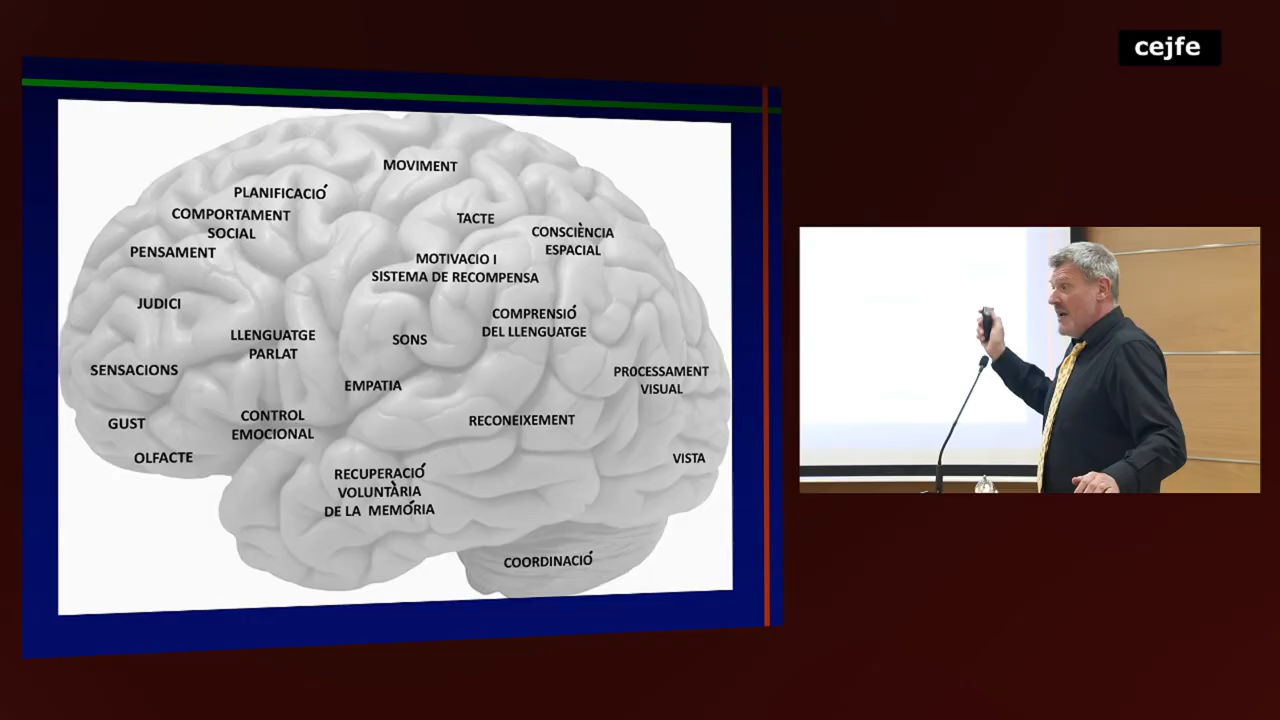 cejfe
MOVIMENT
PLANIFICACIÓ
COMPORTAMENT
SOCIAL
TACTE
CONSCIÈNCIA
ESPACIAL
PENSAMENT
MOTIVACIO I
SISTEMA DE RECOMPENSA
JUDICI
COMPRENSIÓ
DEL LLENGUATGE
LLENGUATGE
PARLAT
SONS
SENSACIONS
PROCESSAMENT
VISUAL
EMPATIA
GUST
CONTROL
EMOCIONAL
RECONEIXEMENT
OLFACTE
VISTA
RECUPERACIÓ
VOLUNTÀRIA
DE LA MEMÓRIA
COORDINACIÓ